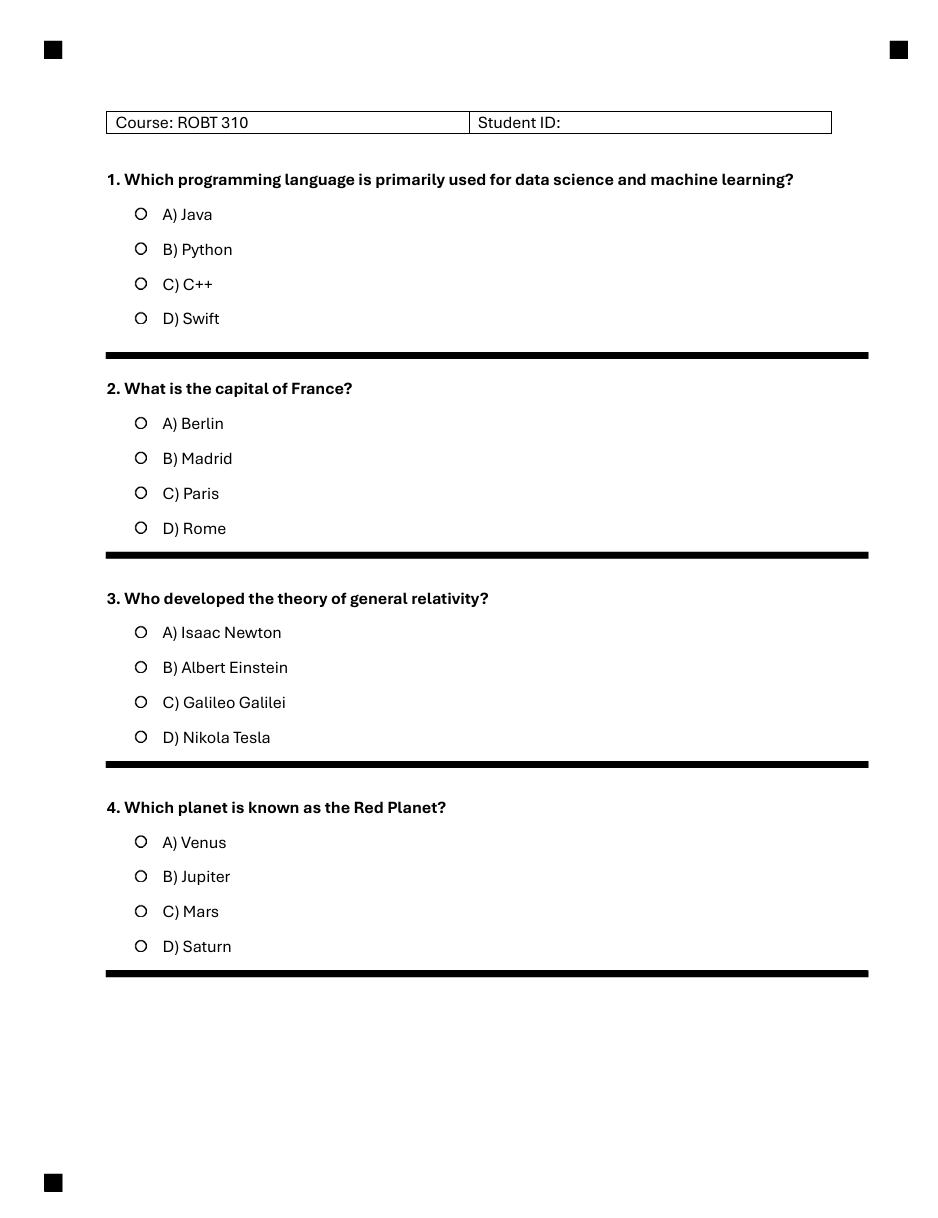 Course: ROBT 310
Student ID:
1. Which programming language is primarily used for data science and machine learning?
A) Java
B) Python
C) C++
D) Swift
2. What is the capital of France?
A) Berlin
B) Madrid
C) Paris
D) Rome
3. Who developed the theory of general relativity?
A) Isaac Newton
B) Albert Einstein
C) Galileo Galilei
D) Nikola Tesla
4. Which planet is known as the Red Planet?
A) Venus
B) Jupiter
C) Mars
D) Saturn